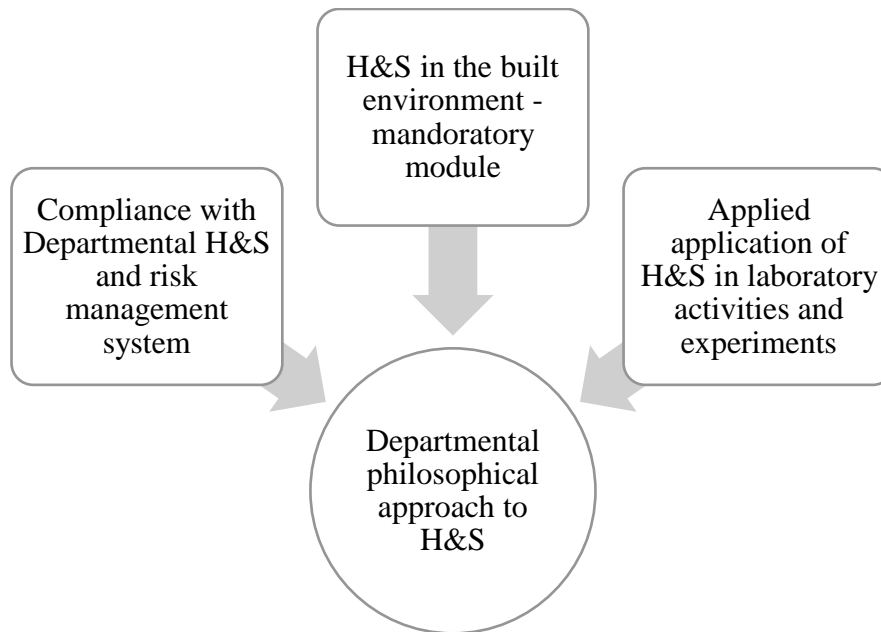 H&S in the built
environment -
mandoratory
module
Compliance with
Departmental H&S
and risk
management
system
Applied
application of
H&S in laboratory
activities and
experiments
Departmental
philosophical
approach to
H&S